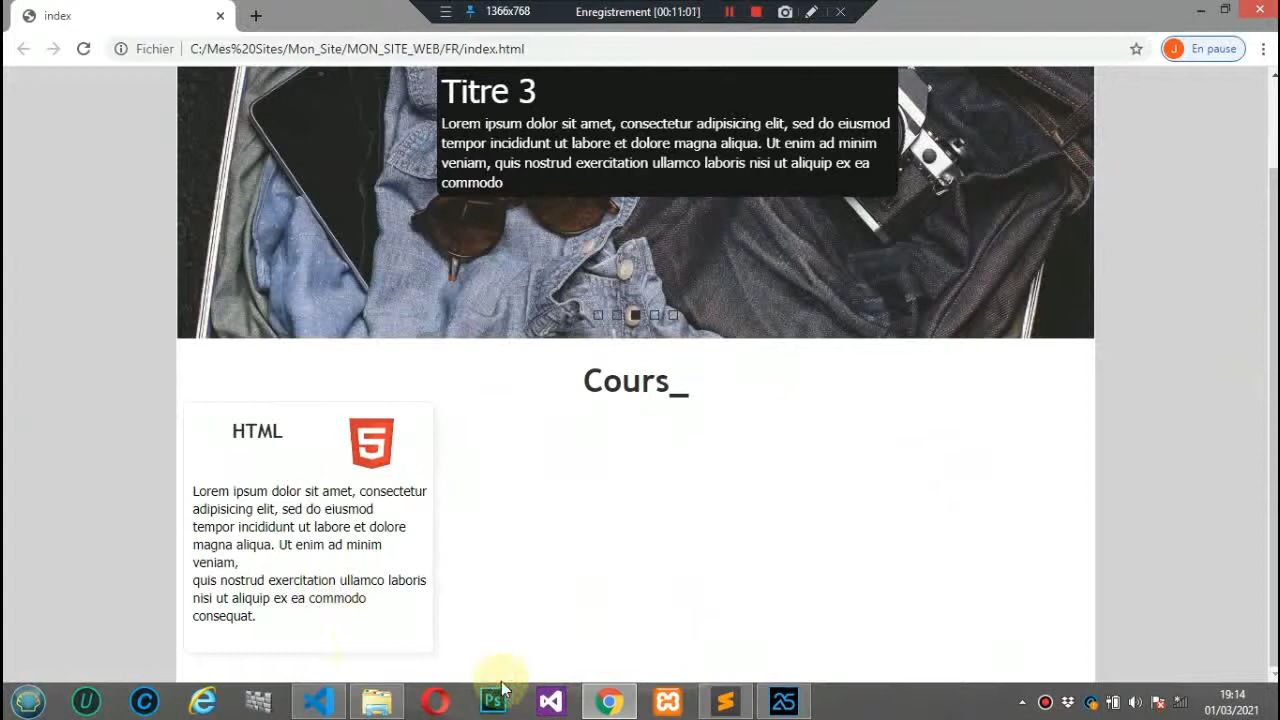 index
1366x768
Enregistrement [00:11:01]
Fichier
C:/Mes%20Sites/Mon_Site/MON_SITE_WEB/FR/index.html
J
En pause
Titre 3
Lorem ipsum dolor sit amet, consectetur adipisicing elit, sed do eiusmod
tempor incididunt ut labore et dolore magna aliqua. Ut enim ad minim
veniam, quis nostrud exercitation ullamco laboris nisi ut aliquip ex ea
commodo
Cours_
HTML
5
Lorem ipsum dolor sit amet, consectetur
adipisicing elit, sed do eiusmod
tempor incididunt ut labore et dolore
magna aliqua. Ut enim ad minim
veniam,
quis nostrud exercitation ullamco laboris
nisi ut aliquip ex ea commodo
consequat.
U
C
Ps
S
25
19:14
01/03/2021